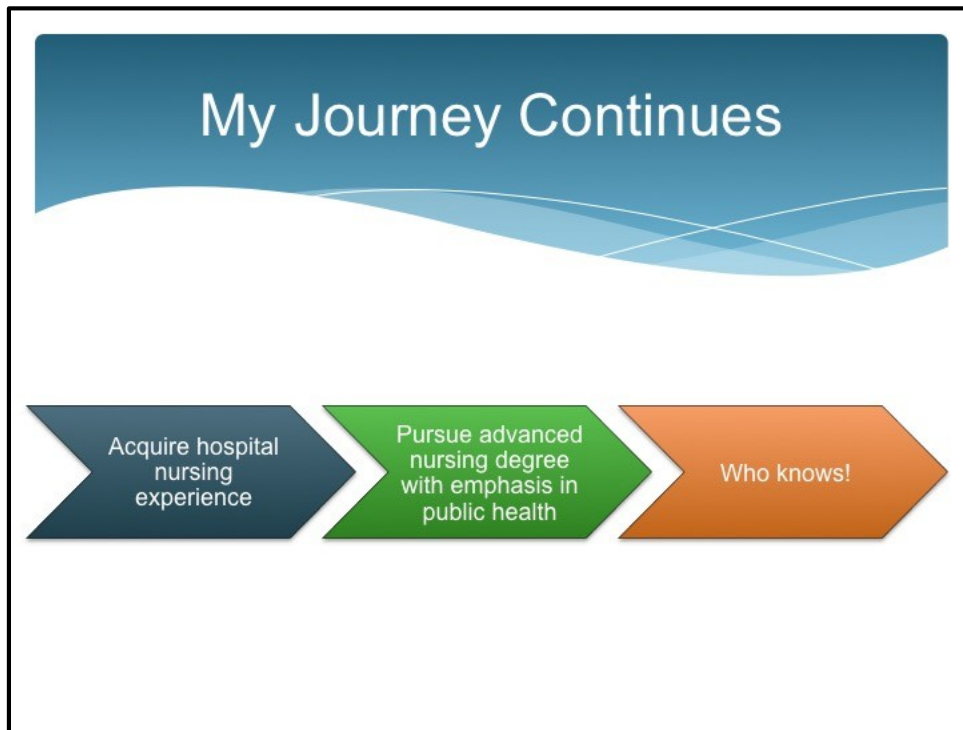 My Journey Continues
Acquire hospital
nursing
experience
Pursue advanced
nursing degree
with emphasis in
public health
Who knows!